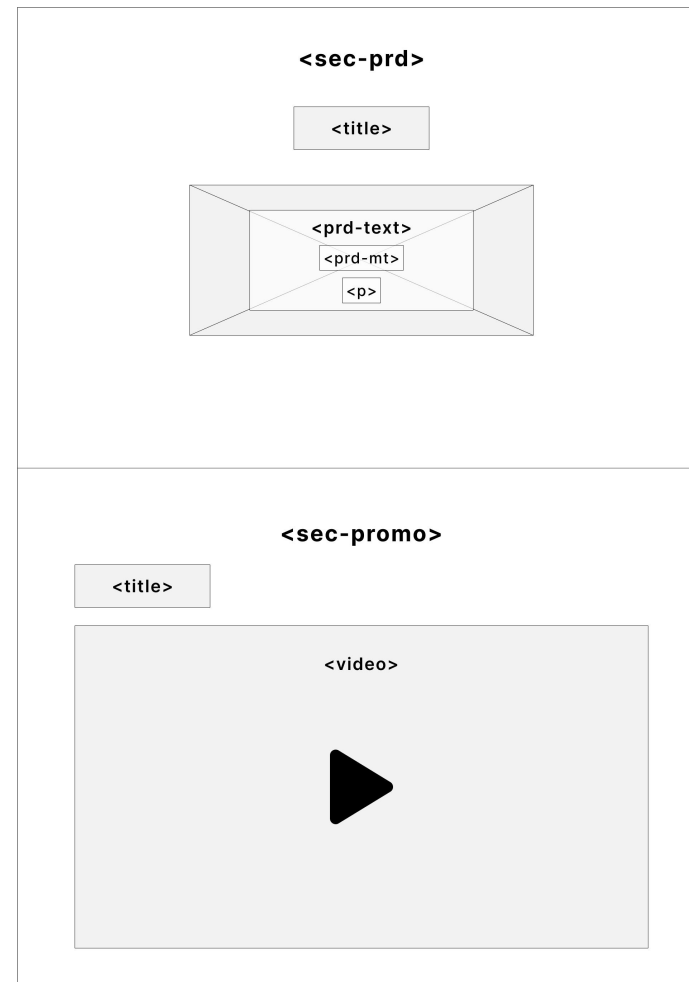 <sec-prd>
<title>
<prd-text>
<prd-mt>
<p>
<sec-promo>
<title>
<video>